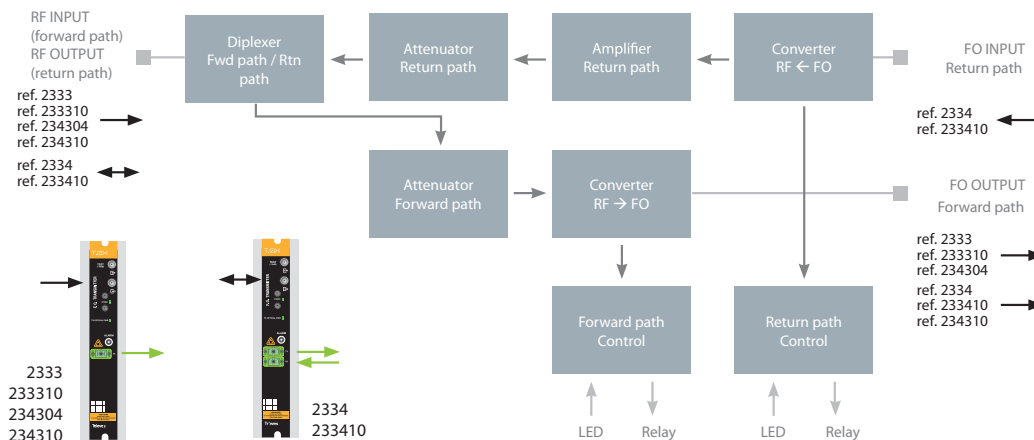 RF INPUT
(forward path)
RF OUTPUT
(return path)
ref. 2333
ref. 233310
ref. 234304
ref. 234310
ref. 2334
ref. 233410
Diplexer
Fwd path / Rtn
path
Attenuator
Return path
Amplifier
Return path
Converter
RF ← FO
FO INPUT
Return path
ref. 2334
ref. 233410
Attenuator
Forward path
Converter
RF → FO
FO OUTPUT
Forward path
ref. 2333
ref. 233310
ref. 234304
ref. 2334
ref. 233410
ref. 234310
Forward path
Control
Return path
Control
LED
Relay
LED
Relay
2333
233310
234304
234310
Televes
2334
233410
Televes